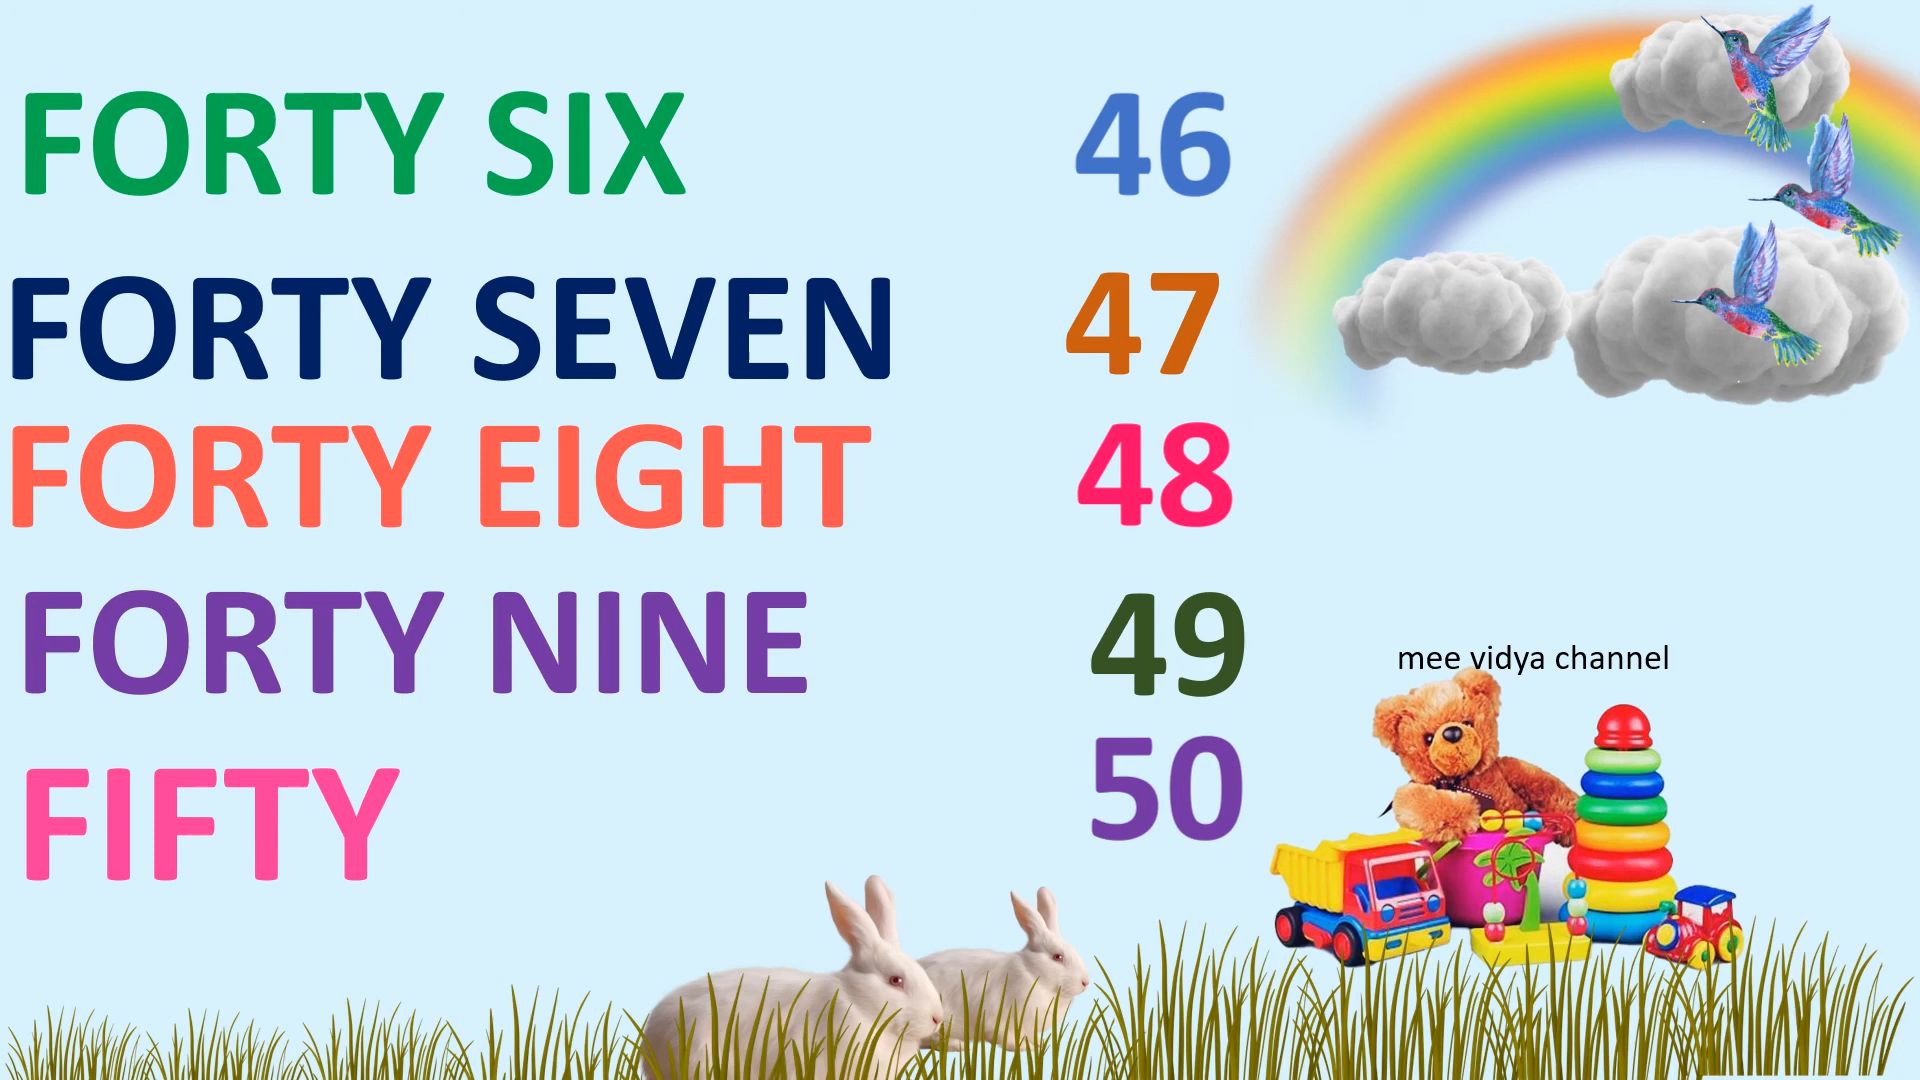 FORTY SIX 46
FORTY SEVEN 47
FORTY EIGHT 48
FORTY NINE 49
FIFTY 50
mee vidya channel